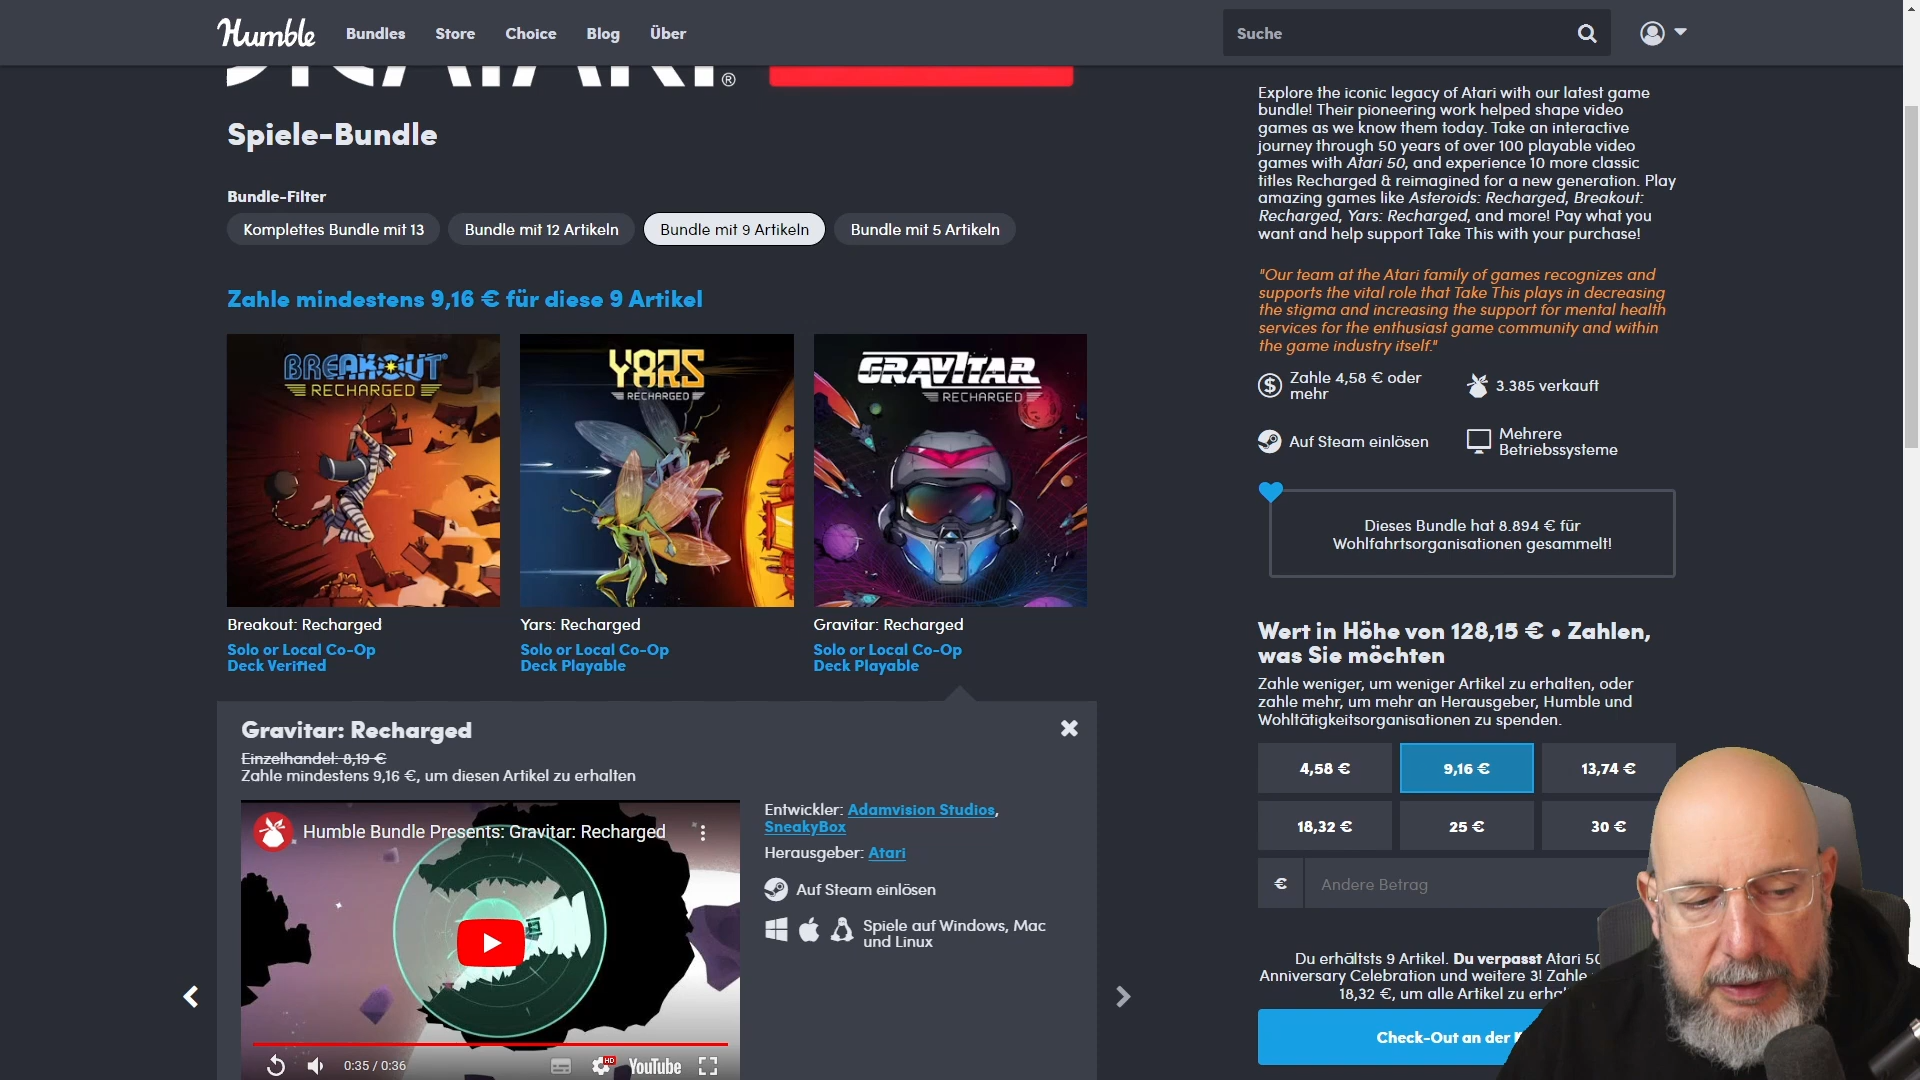 Humble
Bundles
Store
Choice
Blog
Über
Suche
®
Spiele-Bundle
Bundle-Filter
Komplettes Bundle mit 13
Bundle mit 12 Artikeln
Bundle mit 9 Artikeln
Bundle mit 5 Artikeln
Zahle mindestens 9,16 € für diese 9 Artikel
BREAKOUT
RECHARGED
YARS
RECHARGED
GRAVITAR
RECHARGED
Breakout: Recharged
Solo or Local Co-Op
Deck Verified
Yars: Recharged
Solo or Local Co-Op
Deck Playable
Gravitar: Recharged
Solo or Local Co-Op
Deck Playable
Gravitar: Recharged
Einzelhandel: 8,19 €
Zahle mindestens 9,16 €, um diesen Artikel zu erhalten
Humble Bundle Presents: Gravitar: Recharged
0:35 / 0:36
HD
YouTube
Entwickler: Adamvision Studios,
SneakyBox
Herausgeber: Atari
Auf Steam einlösen
Spiele auf Windows, Mac
und Linux
Explore the iconic legacy of Atari with our latest game
bundle! Their pioneering work helped shape video
games as we know them today. Take an interactive
journey through 50 years of over 100 playable video
games with Atari 50, and experience 10 more classic
titles Recharged & reimagined for a new generation. Play
amazing games like Asteroids: Recharged, Breakout:
Recharged, Yars: Recharged, and more! Pay what you
want and help support Take This with your purchase!
"Our team at the Atari family of games recognizes and
supports the vital role that Take This plays in decreasing
the stigma and increasing the support for mental health
services for the enthusiast game community and within
the game industry itself."
Zahle 4,58 € oder
mehr
3.385 verkauft
Auf Steam einlösen
Mehrere
Betriebssysteme
Dieses Bundle hat 8.894 € für
Wohlfahrtsorganisationen gesammelt!
Wert in Höhe von 128,15 € • Zahlen,
was Sie möchten
Zahle weniger, um weniger Artikel zu erhalten, oder
zahle mehr, um mehr an Herausgeber, Humble und
Wohltätigkeitsorganisationen zu spenden.
4,58 €
9,16 €
13,74 €
18,32 €
25 €
30 €
€
Andere Betrag
Du erhältsts 9 Artikel. Du verpasst Atari 50
Anniversary Celebration und weitere 3! Zahle
18,32 €, um alle Artikel zu
Check-Out an der